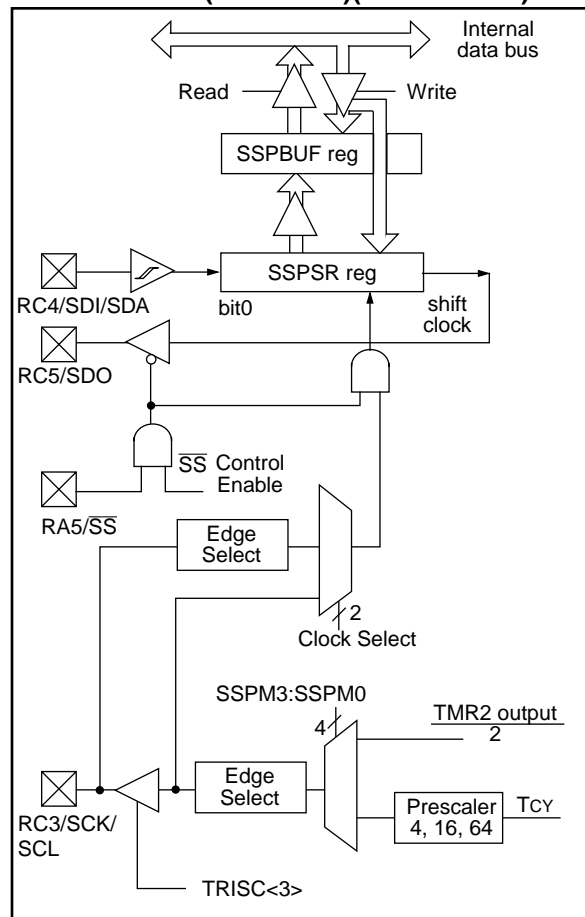 Internal
data bus
Read
Write
SSPBUF reg
SSPSR reg
RC4/SDI/SDA
bit0
shift
clock
RC5/SDO
SS Control
Enable
RA5/SS
Edge
Select
2
Clock Select
SSPM3:SSPM0
4
TMR2 output
2
Edge
Select
Prescaler
4, 16, 64
TCY
RC3/SCK/
SCL
TRISC<3>